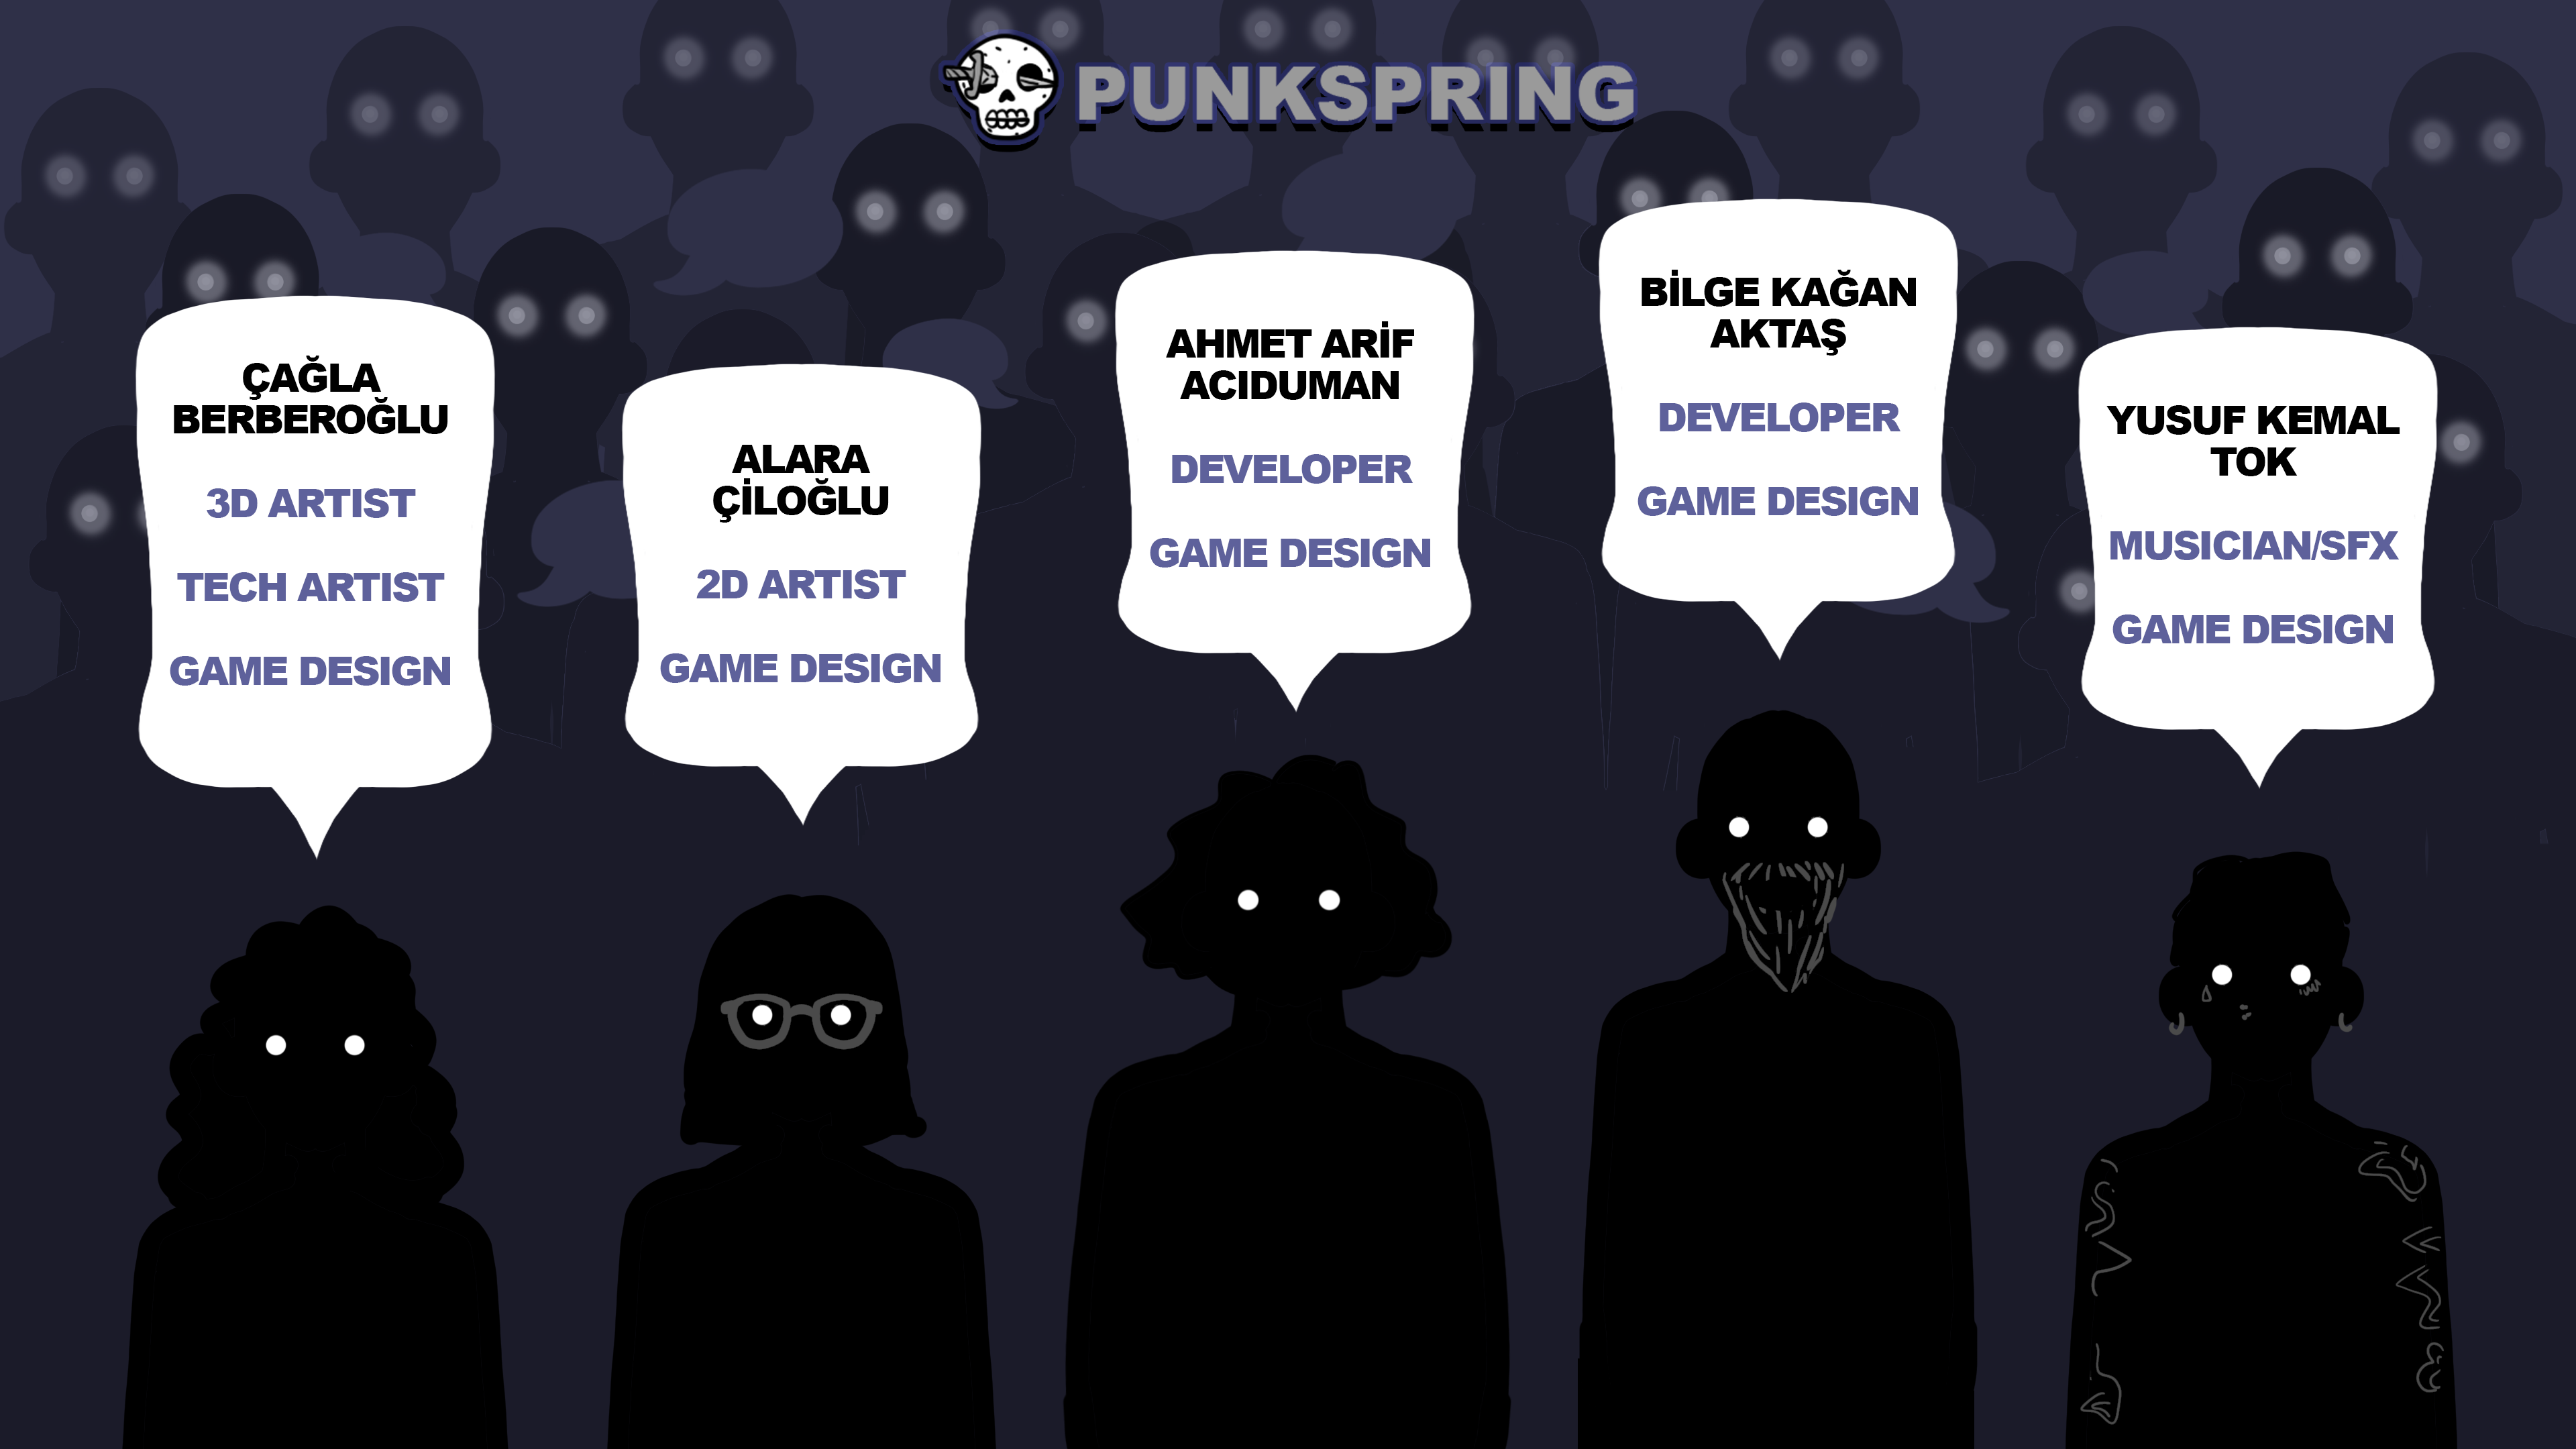 PUNKSPRING
ÇAĞLA
BERBEROĞLU
3D ARTIST
TECH ARTIST
GAME DESIGN
ALARA
ÇİLOĞLU
2D ARTIST
GAME DESIGN
AHMET ARİF
ACIDUMAN
DEVELOPER
GAME DESIGN
BİLGE KAĞAN
AKTAŞ
DEVELOPER
GAME DESIGN
YUSUF KEMAL
TOK
MUSICIAN/SFX
GAME DESIGN